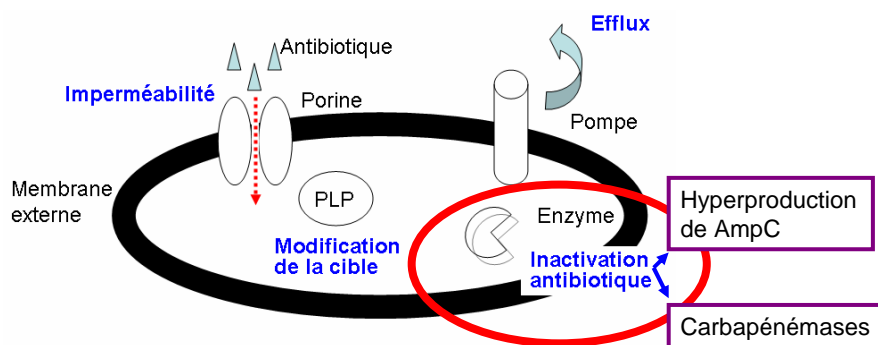 Efflux
Antibiotique
Imperméabilité
Porine
Pompe
Membrane
externe
PLP
Enzyme
Hyperproduction
de AmpC
Modification
de la cible
Inactivation
antibiotique
Carbapénémases